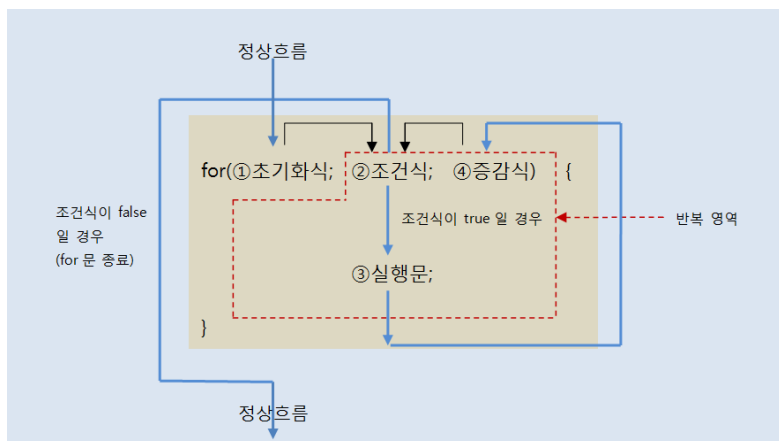 정상흐름
for(①초기화식; ②조건식; ④증감식) {
조건식이 false
일 경우
(for 문 종료)
조건식이 true 일 경우
반복 영역
③실행문;
}
정상흐름